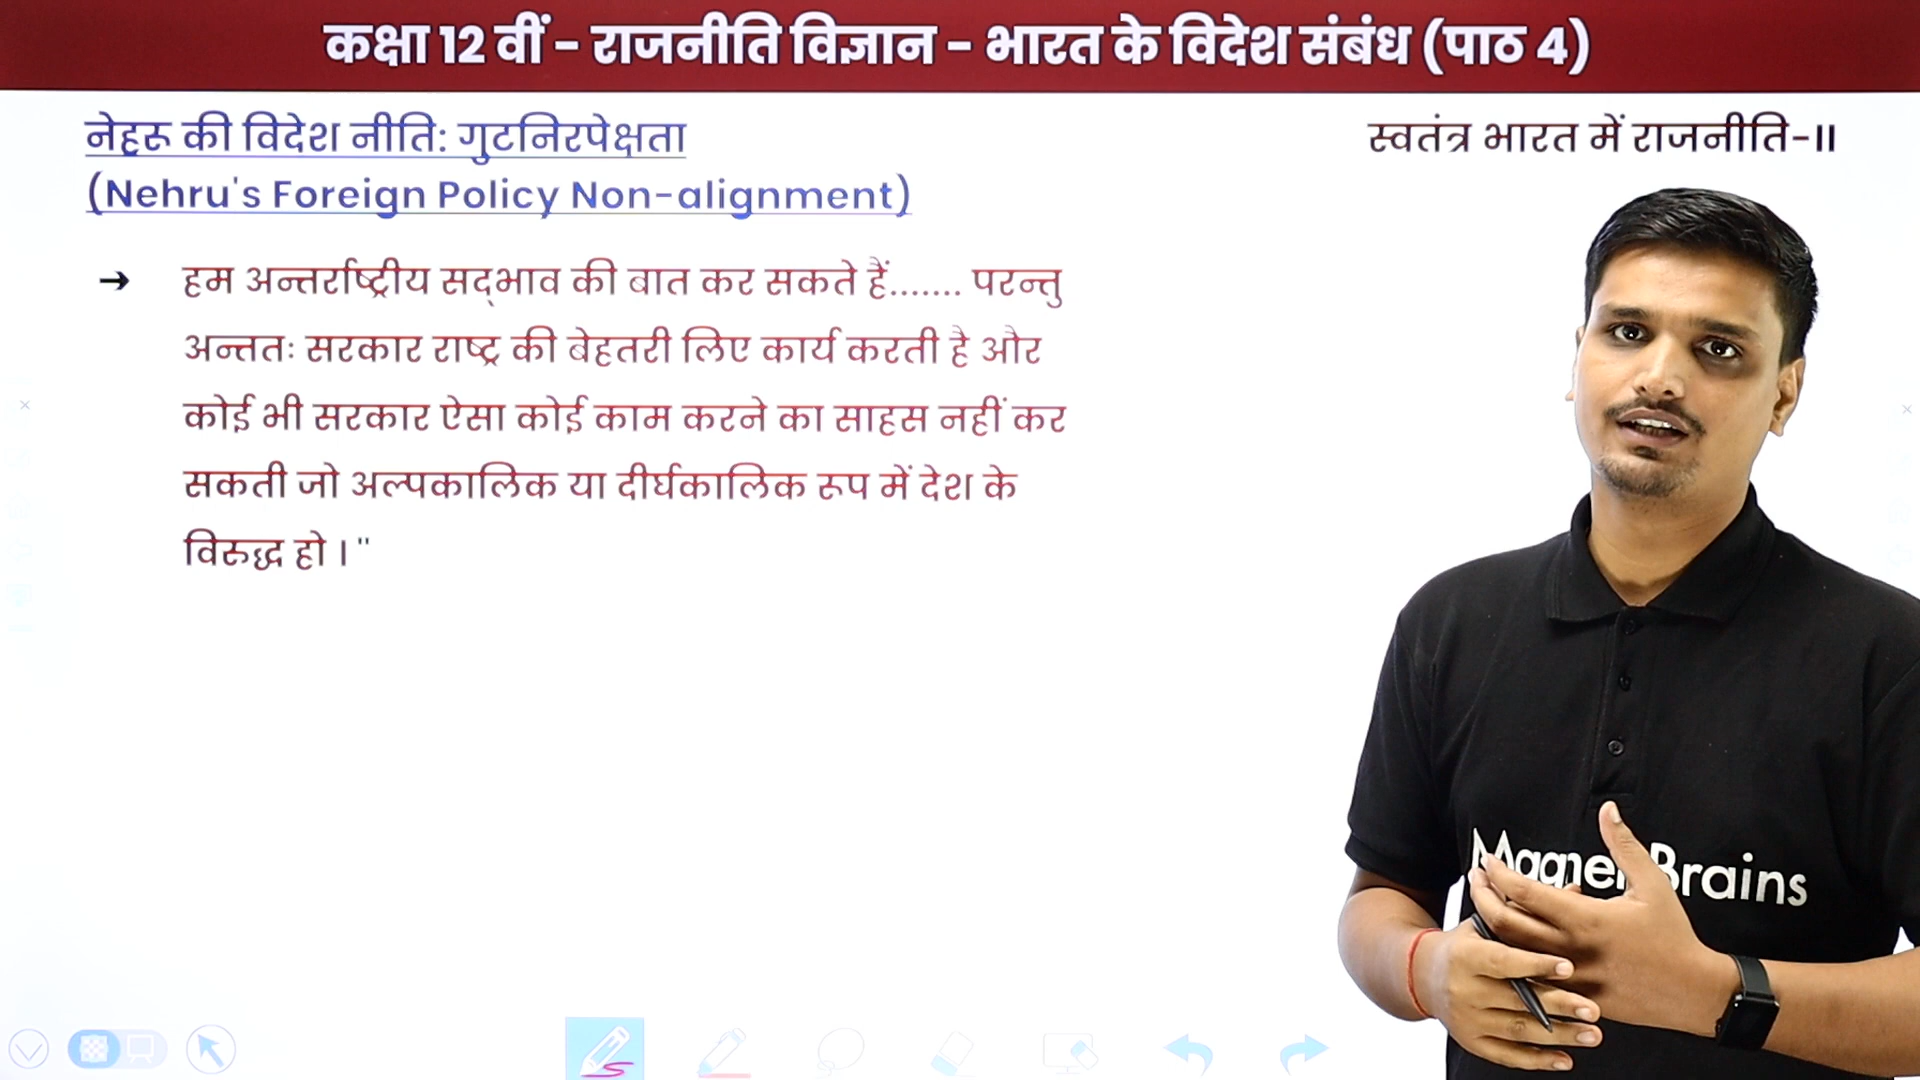 कक्षा 12 वीं - राजनीति विज्ञान - भारत के विदेश संबंध (पाठ 4)
नेहरू की विदेश नीति: गुटनिरपेक्षता
(Nehru's Foreign Policy Non-alignment)
स्वतंत्र भारत में राजनीति-II
→ हम अन्तर्राष्ट्रीय सद्‌भाव की बात कर सकते हैं....... परन्तु
अन्ततः सरकार राष्ट्र की बेहतरी लिए कार्य करती है और
कोई भी सरकार ऐसा कोई काम करने का साहस नहीं कर
सकती जो अल्पकालिक या दीर्घकालिक रूप में देश के
विरुद्ध हो । "
Magnet Brains